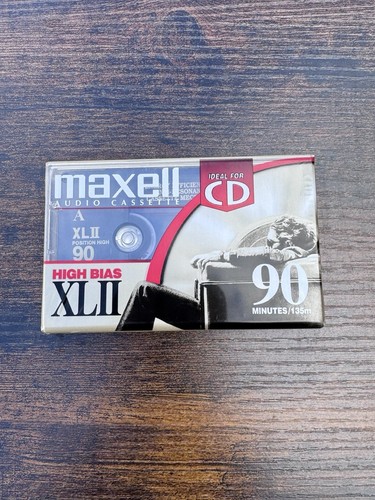 maxell
AUDIO CASSETTE
IDEAL FOR
CD
A
XLII
POSITION HIGH
90
HIGH BIAS
XLII
90
MINUTES/135m